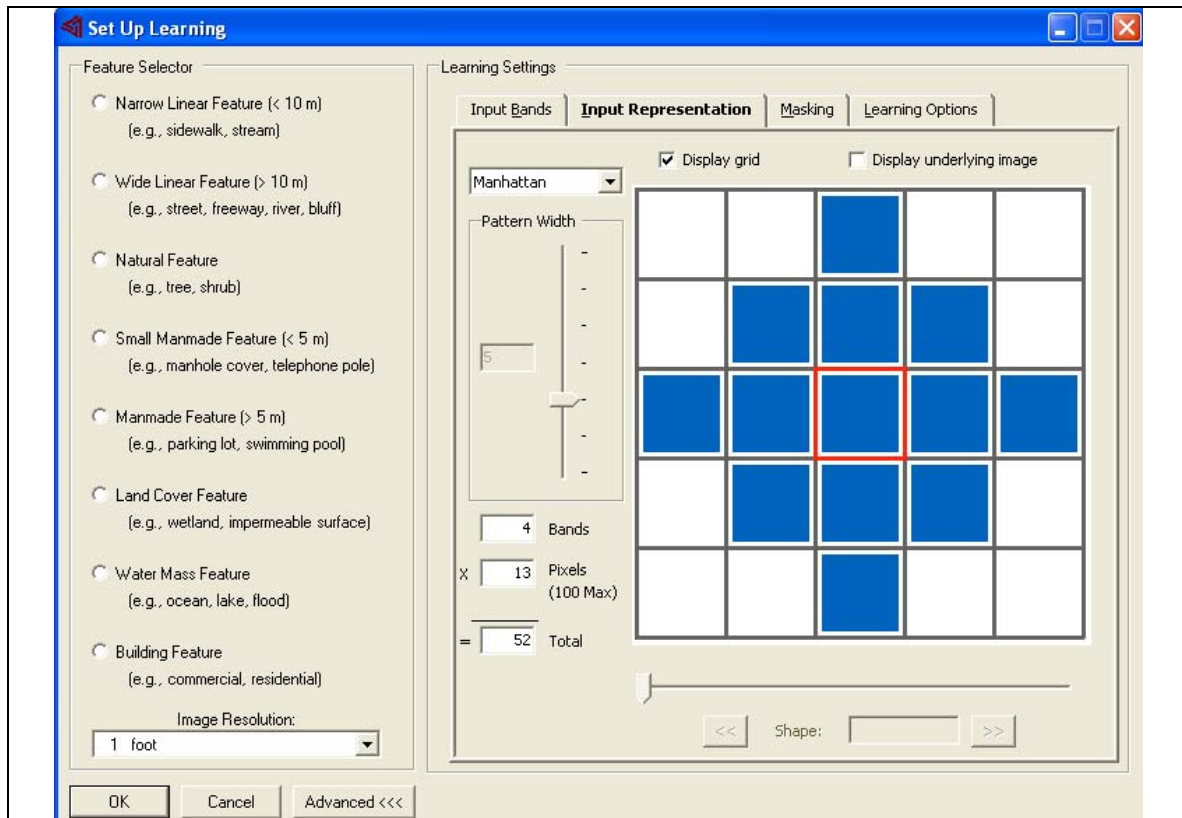 Set Up Learning
Feature Selector
Narrow Linear Feature (< 10 m)
(e.g., sidewalk, stream)
Wide Linear Feature (> 10 m)
(e.g., street, freeway, river, bluff)
Natural Feature
(e.g., tree, shrub)
Small Manmade Feature (< 5 m)
(e.g., manhole cover, telephone pole)
Manmade Feature (> 5 m)
(e.g., parking lot, swimming pool)
Land Cover Feature
(e.g., wetland, impermeable surface)
Water Mass Feature
(e.g., ocean, lake, flood)
Building Feature
(e.g., commercial, residential)
Image Resolution:
1 foot
Learning Settings
Input Bands Input Representation Masking Learning Options
Display grid Display underlying image
Manhattan
Pattern Width
5
4 Bands
X 13 Pixels
(100 Max)
= 52 Total
<< Shape: >>
OK Cancel Advanced <<<